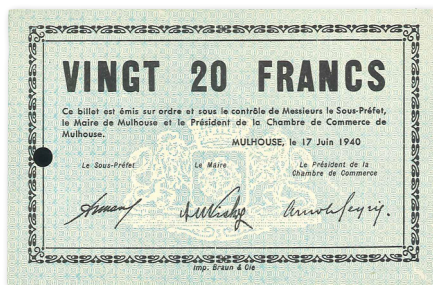 VINGT 20 FRANCS
Ce billet est émis sur ordre et sous le contrôle de Messieurs le Sous-Préfet,
le Maire de Mulhouse et le Président de la Chambre de Commerce de
Mulhouse.
MULHOUSE, le 17 Juin 1940
Le Sous-Préfet
Le Maire
Le Président de la
Chambre de Commerce
Imp. Braun & Cie